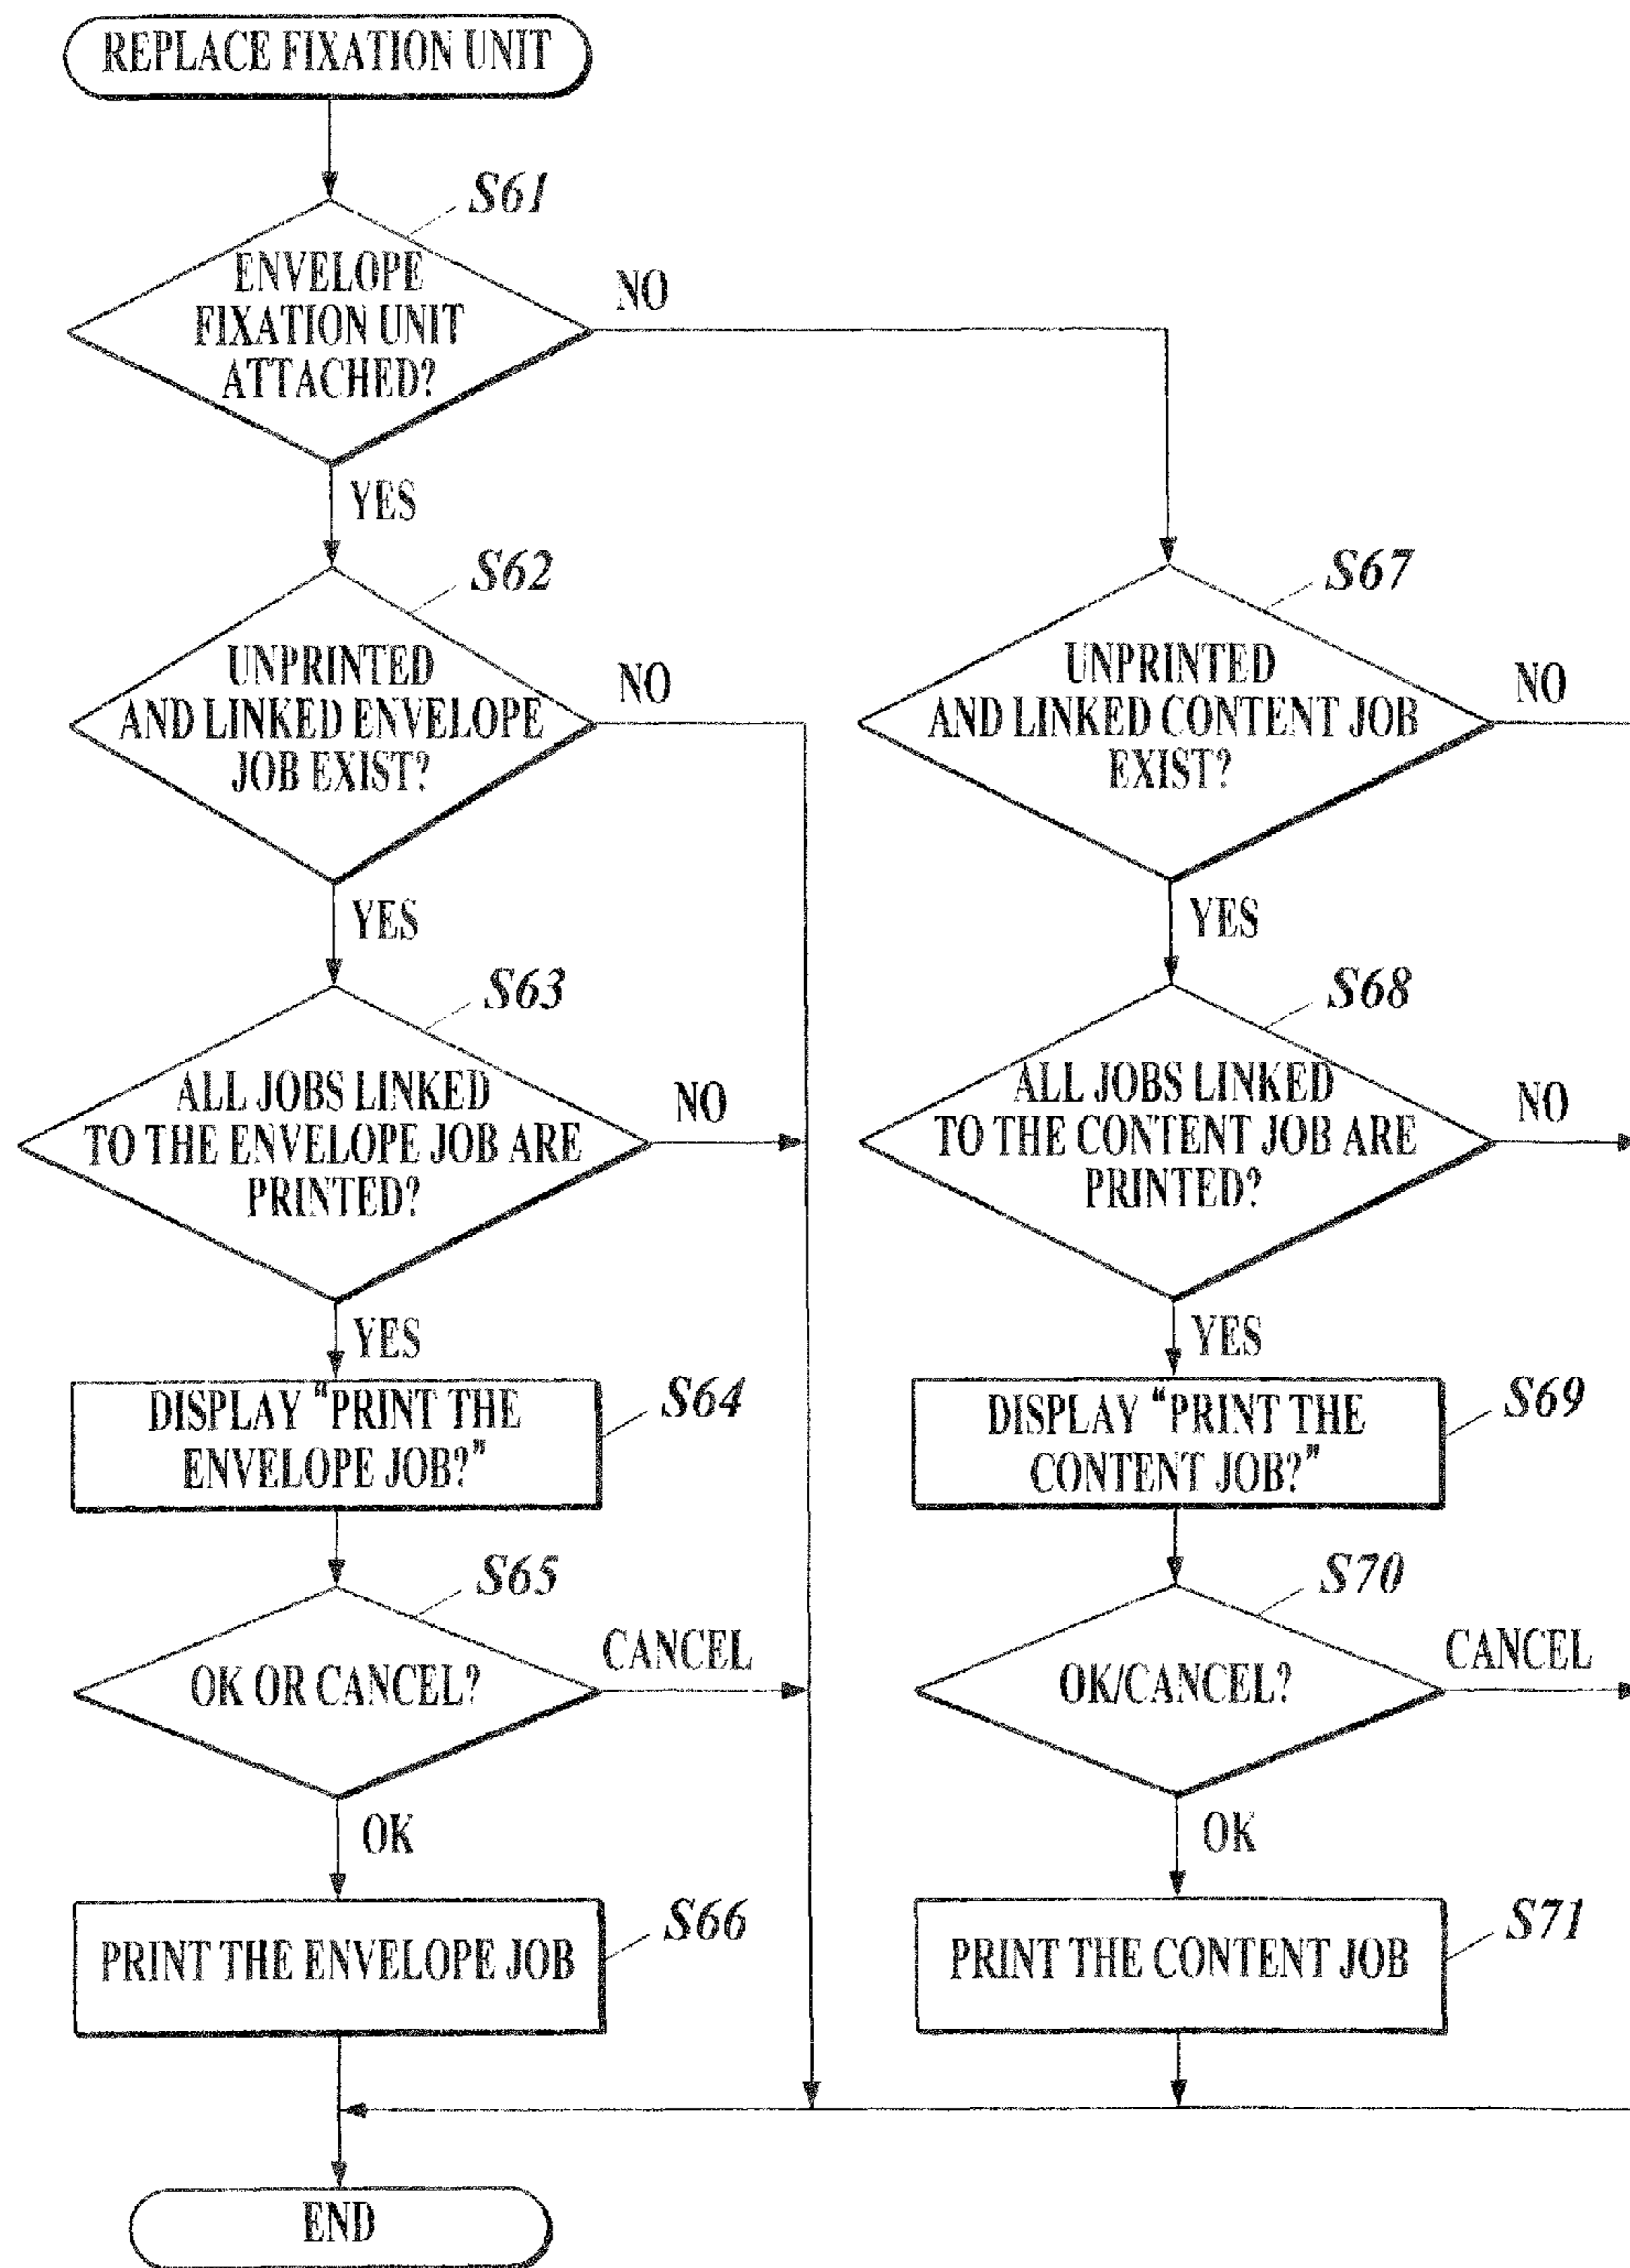 REPLACE FIXATION UNIT
S61
ENVELOPE
FIXATION UNIT
ATTACHED?
NO
YES
S62
UNPRINTED
AND LINKED ENVELOPE
JOB EXIST?
NO
YES
S63
ALL JOBS LINKED
TO THE ENVELOPE JOB ARE
PRINTED?
NO
YES
DISPLAY “PRINT THE
ENVELOPE JOB?”
S64
S65
OK OR CANCEL?
CANCEL
OK
PRINT THE ENVELOPE JOB
S66
S67
UNPRINTED
AND LINKED CONTENT JOB
EXIST?
NO
YES
S68
ALL JOBS LINKED
TO THE CONTENT JOB ARE
PRINTED?
NO
YES
DISPLAY “PRINT THE
CONTENT JOB?”
S69
S70
OK/CANCEL?
CANCEL
OK
PRINT THE CONTENT JOB
S71
END